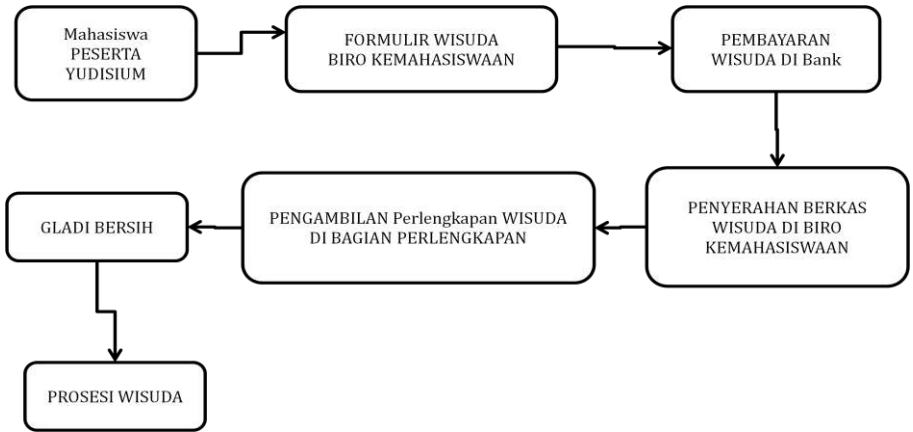 Mahasiswa
PESERTA
YUDISIUM
FORMULIR WISUDA
BIRO KEMAHASISWAAN
PEMBAYARAN
WISUDA DI Bank
PENYERAHAN BERKAS
WISUDA DI BIRO
KEMAHASISWAAN
PENGAMBILAN Perlengkapan WISUDA
DI BAGIAN PERLENGKAPAN
GLADI BERSIH
PROSESI WISUDA